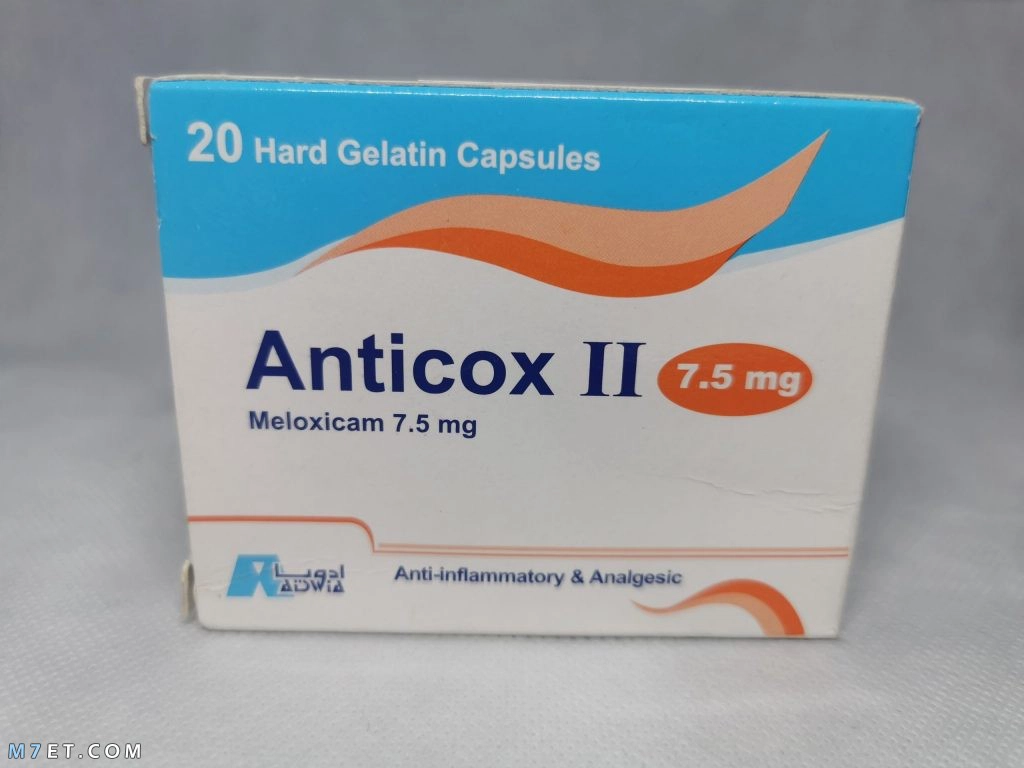 20 Hard Gelatin Capsules
Anticox II 7.5 mg
Meloxicam 7.5 mg
ادويا
ADWIA
Anti-inflammatory & Analgesic
M7ET.COM